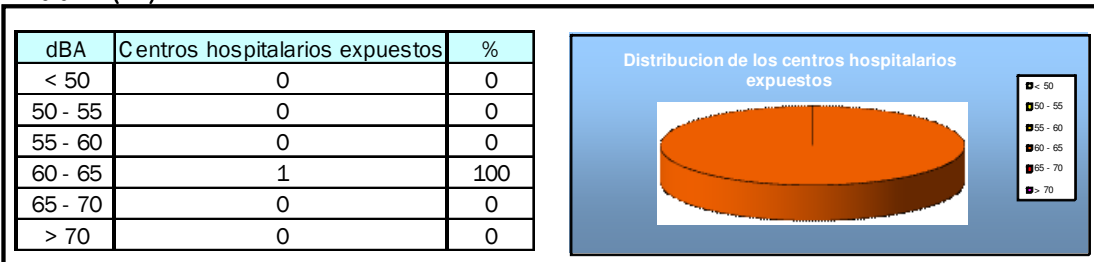 dBA Centros hospitalarios expuestos %
< 50 0 0
50 - 55 0 0
55 - 60 0 0
60 - 65 1 100
65 - 70 0 0
> 70 0 0
Distribucion de los centros hospitalarios
expuestos
< 50
50 - 55
55 - 60
60 - 65
65 - 70
> 70